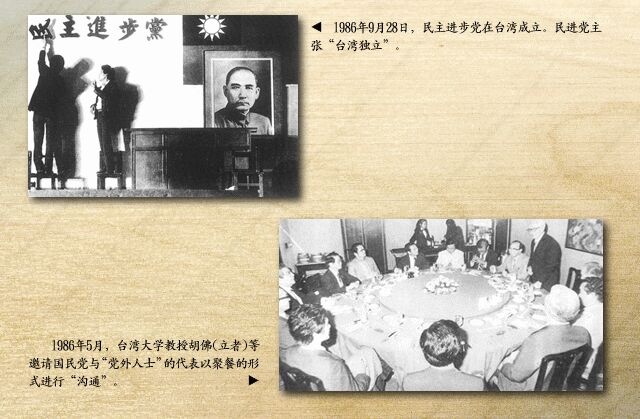 民主進步黨
◀ 1986年9月28日，民主进步党在台湾成立。民进党主
张“台湾独立”。
1986年5月，台湾大学教授胡佛(立者)等
邀请国民党与“党外人士”的代表以聚餐的形
式进行“沟通”。 ▶